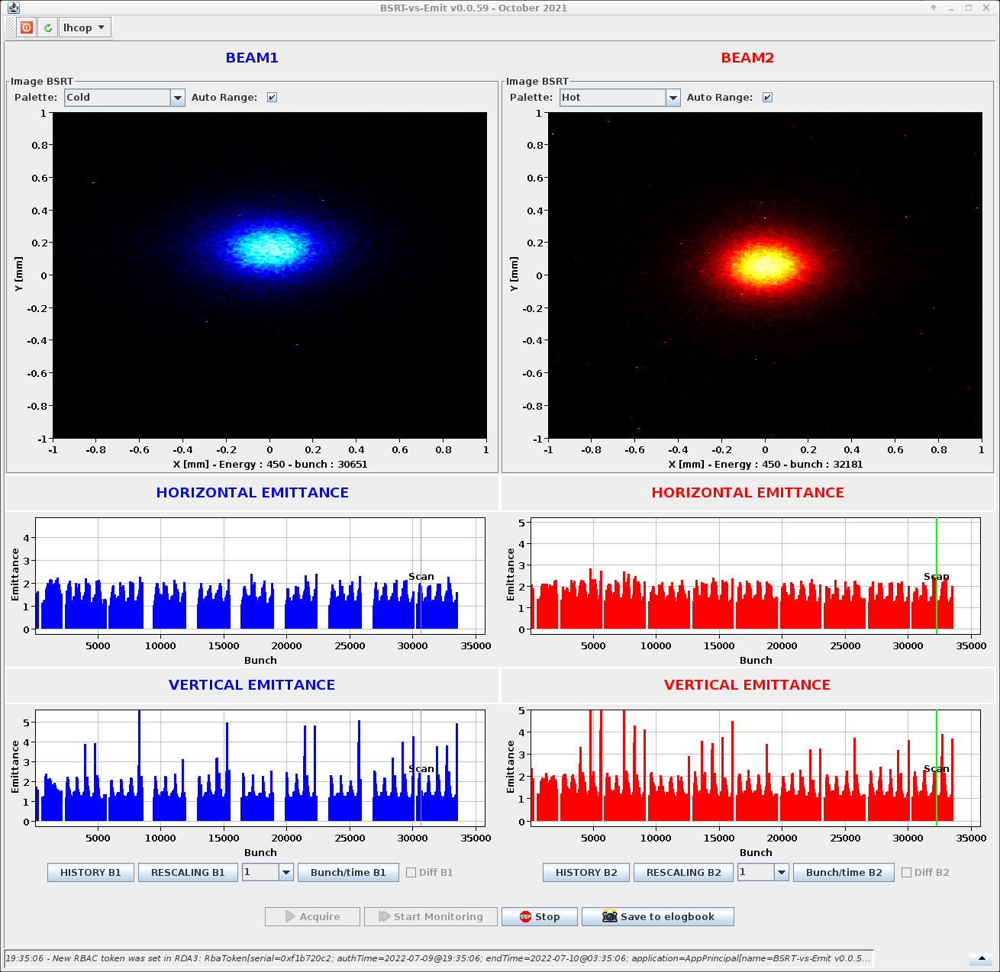 BSRT-vs-Emit v0.0.59 - October 2021
lhcop
BEAM1
BEAM2
Image BSRT
Palette: Cold Auto Range:
1
0.8
0.6
0.4
0.2
0
-0.2
-0.4
-0.6
-0.8
-1
Y [mm]
-1 -0.8 -0.6 -0.4 -0.2 0 0.2 0.4 0.6 0.8 1
X [mm] - Energy : 450 - bunch : 30651
Image BSRT
Palette: Hot Auto Range:
1
0.8
0.6
0.4
0.2
0
-0.2
-0.4
-0.6
-0.8
-1
Y [mm]
-1 -0.8 -0.6 -0.4 -0.2 0 0.2 0.4 0.6 0.8 1
X [mm] - Energy : 450 - bunch : 32181
HORIZONTAL EMITTANCE
4
3
2
1
0
Emittance
Scan
5000 10000 15000 20000 25000 30000 35000
Bunch
HORIZONTAL EMITTANCE
5
4
3
2
1
0
Emittance
Scan
5000 10000 15000 20000 25000 30000 35000
Bunch
VERTICAL EMITTANCE
5
4
3
2
1
0
Emittance
Scan
5000 10000 15000 20000 25000 30000 35000
Bunch
VERTICAL EMITTANCE
5
4
3
2
1
0
Emittance
Scan
5000 10000 15000 20000 25000 30000 35000
Bunch
HISTORY B1 RESCALING B1 1 Bunch/time B1 Diff B1
HISTORY B2 RESCALING B2 1 Bunch/time B2 Diff B2
Acquire Start Monitoring STOP Stop Save to elogbook
19:35:06 - New RBAC token was set in RDA3: RbaToken[serial=0xf1b720c2; authTime=2022-07-09@19:35:06; endTime=2022-07-10@03:35:06; application=AppPrincipal[name=BSRT-vs-Emit v0.0.5...